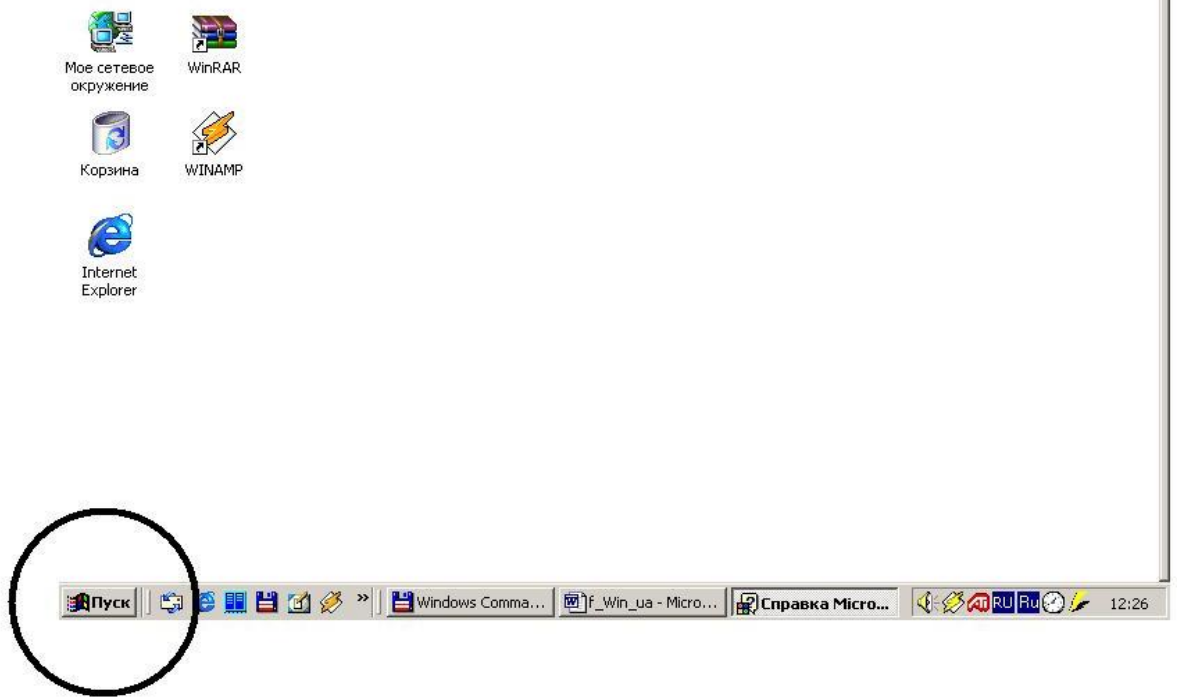 Мое сетевое
окружение
WinRAR
Корзина
WINAMP
Internet
Explorer
Пуск » Windows Comma... f_Win_ua - Micro... Справка Micro... RU Ru 12:26